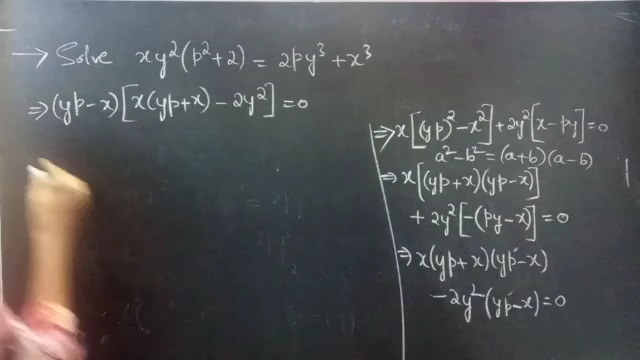 → Solve xy²(p²+2) = 2py³+x³
⇒ (yp-x)[x(yp+x)-2y²]=0
⇒ x[(yp)²-x²]+2y²[x-py]=0
a²-b²=(a+b)(a-b)
⇒ x[(yp+x)(yp-x)]
+2y²[-(py-x)]=0
⇒ x(yp+x)(yp-x)
-2y²(yp-x)=0